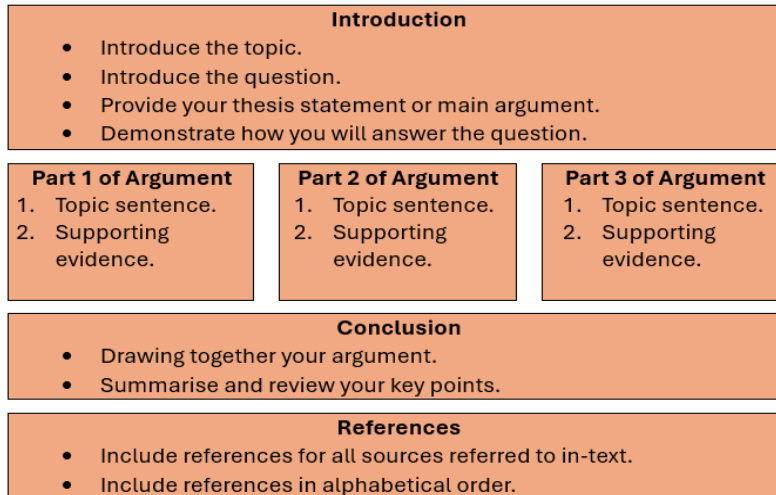 Introduction
• Introduce the topic.
• Introduce the question.
• Provide your thesis statement or main argument.
• Demonstrate how you will answer the question.
Part 1 of Argument
1. Topic sentence.
2. Supporting
evidence.
Part 2 of Argument
1. Topic sentence.
2. Supporting
evidence.
Part 3 of Argument
1. Topic sentence.
2. Supporting
evidence.
Conclusion
• Drawing together your argument.
• Summarise and review your key points.
References
• Include references for all sources referred to in-text.
• Include references in alphabetical order.